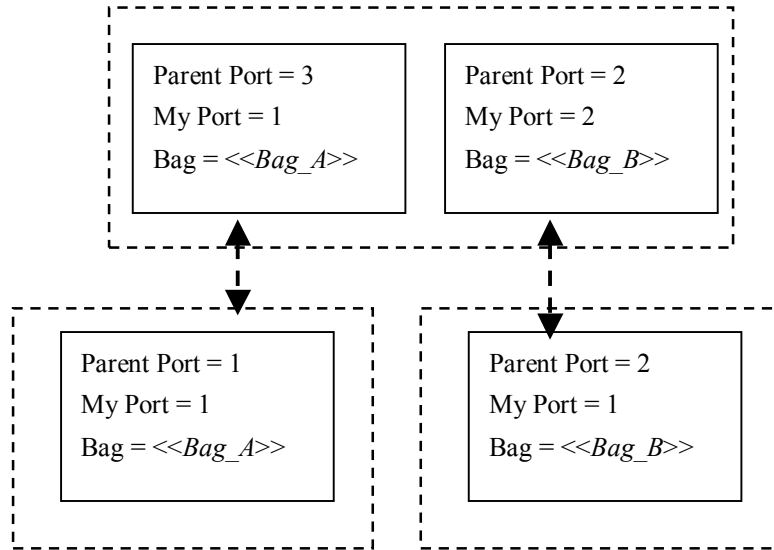 Parent Port = 3
My Port = 1
Bag = <<Bag_A>>
Parent Port = 2
My Port = 2
Bag = <<Bag_B>>
Parent Port = 1
My Port = 1
Bag = <<Bag_A>>
Parent Port = 2
My Port = 1
Bag = <<Bag_B>>